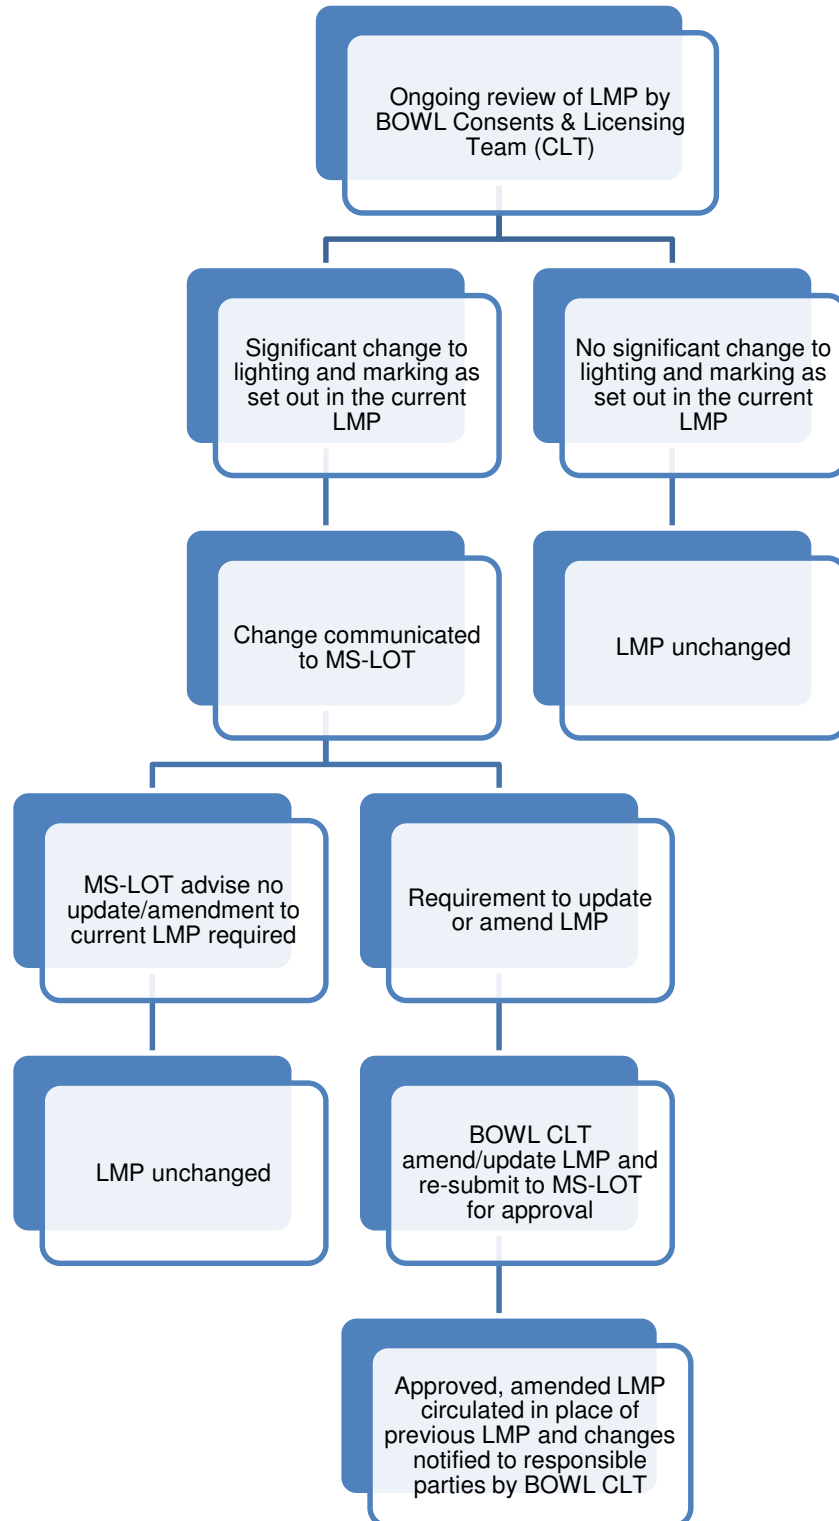 Ongoing review of LMP by
BOWL Consents & Licensing
Team (CLT)
Significant change to
lighting and marking as
set out in the current
LMP
No significant change to
lighting and marking as
set out in the current
LMP
Change communicated
to MS-LOT
LMP unchanged
MS-LOT advise no
update/amendment to
current LMP required
Requirement to update
or amend LMP
LMP unchanged
BOWL CLT
amend/update LMP and
re-submit to MS-LOT
for approval
Approved, amended LMP
circulated in place of
previous LMP and changes
notified to responsible
parties by BOWL CLT